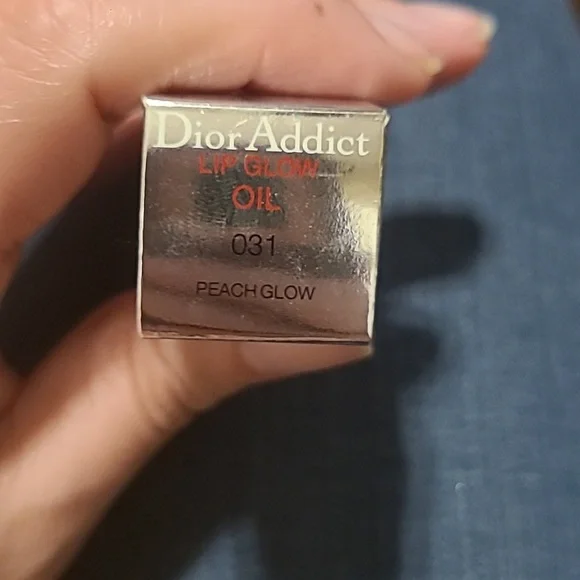 Dior Addict
LIP GLOW
OIL
031
PEACH GLOW